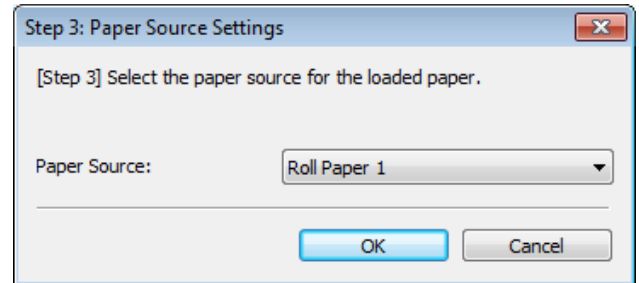 Step 3: Paper Source Settings
[Step 3] Select the paper source for the loaded paper.
Paper Source: Roll Paper 1
OK Cancel